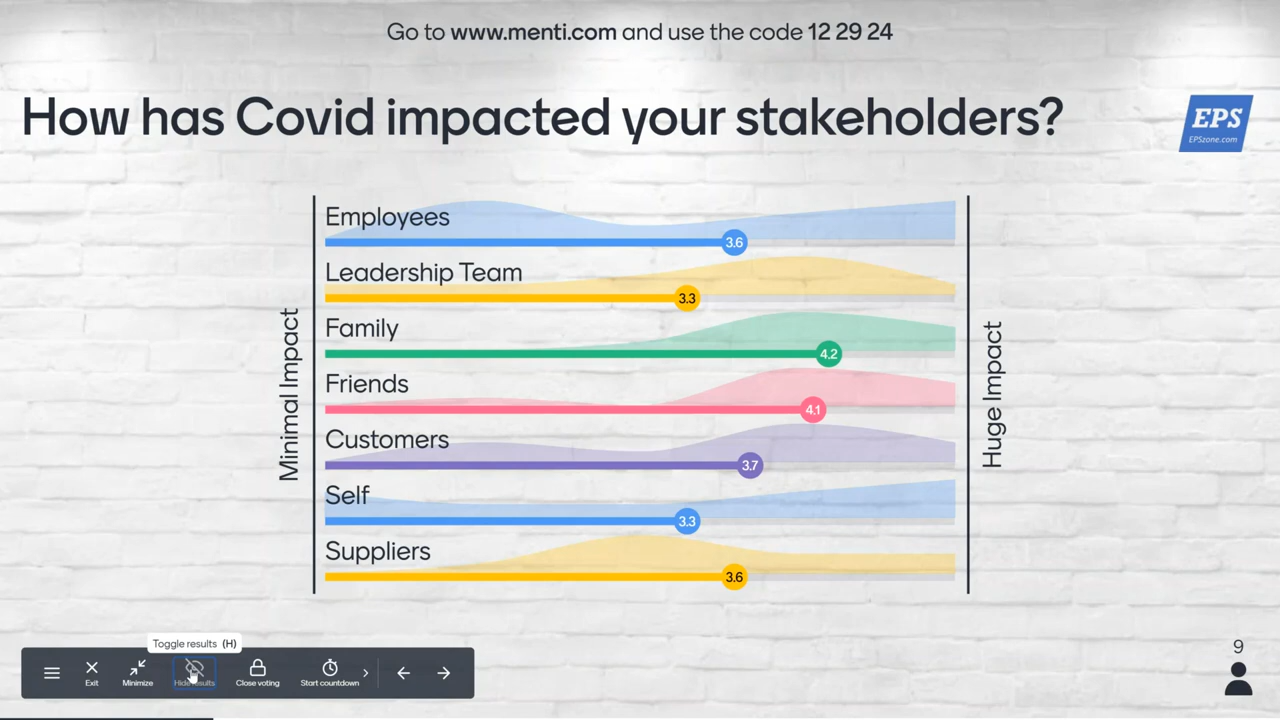 Go to www.menti.com and use the code 12 29 24
How has Covid impacted your stakeholders?
EPS
EPSzone.com
Minimal Impact
Employees
3.6
Leadership Team
3.3
Family
4.2
Friends
4.1
Customers
3.7
Self
3.3
Suppliers
3.6
Huge Impact
Toggle results (H)
Exit
Minimize
Hide results
Close voting
Start countdown
9